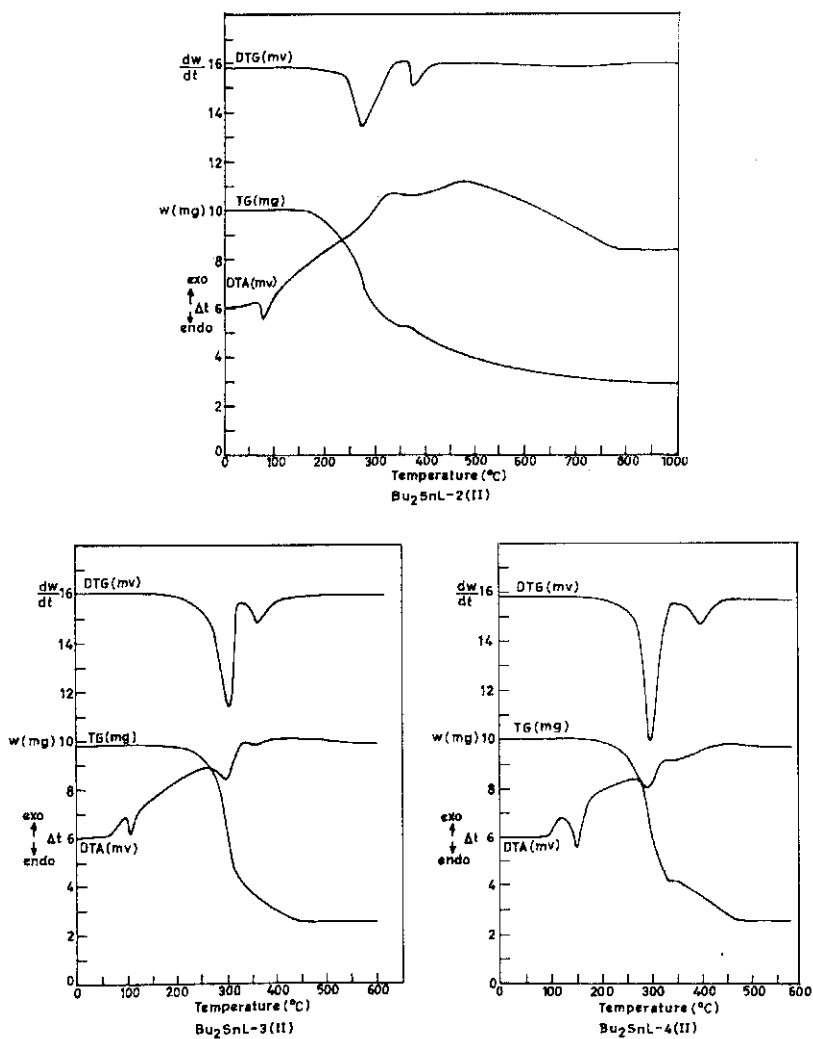 dw/dt 16 DTG(mv)
14
12
w(mg) 10 TG(mg)
8
exo
Δt 6 DTA(mv)
endo
4
2
0
0 100 300 500 700 800 1000
Temperature (°C)
Bu₂SnL-2(II)
dw/dt 16 DTG(mv)
14
12
w(mg) 10 TG(mg)
8
exo
Δt 6
endo DTA(mv)
4
2
0
0 100 200 300 400 500 600
Temperature (°C)
Bu₂SnL-3(II)
dw/dt 16 DTG(mv)
14
12
w(mg) 10 TG(mg)
8
exo
Δt 6
endo DTA(mv)
4
2
0
0 100 200 300 400 500 600
Temperature (°C)
Bu₂SnL-4(II)